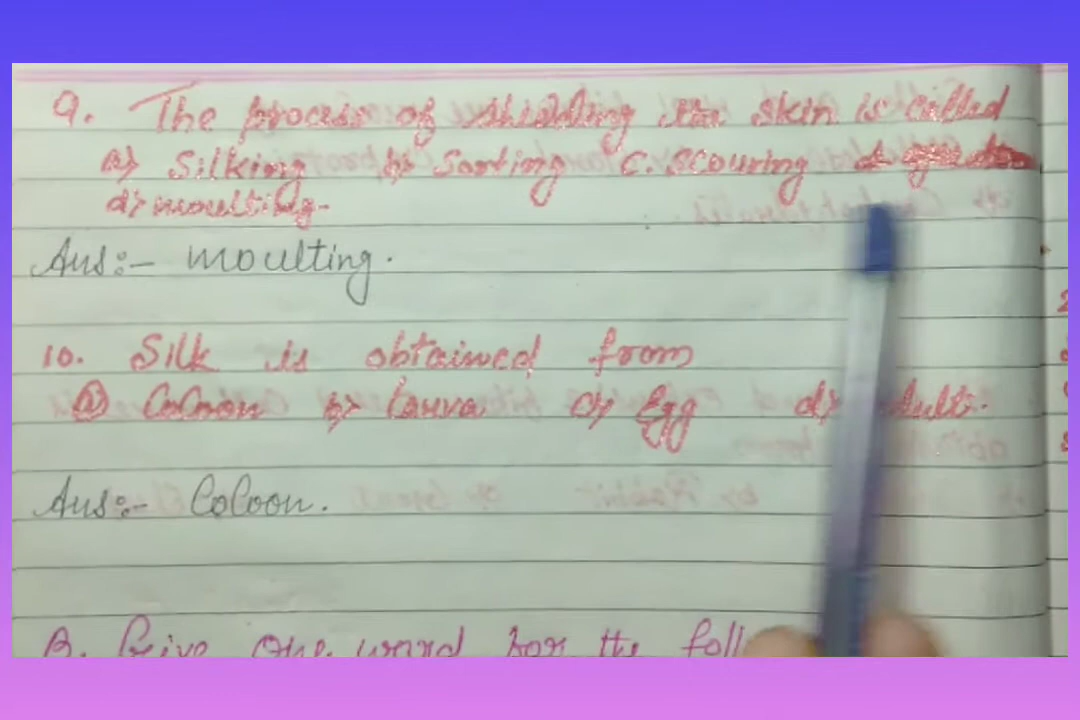 9. The process of shedding the skin is called
a) Silking b) Sorting C. Scouring
d) moulting.
Ans:- moulting.
10. Silk is obtained from
a) Cocoon b) Larva c) Egg d) Adult.
Ans:- Cocoon.
B. Give one word for the foll